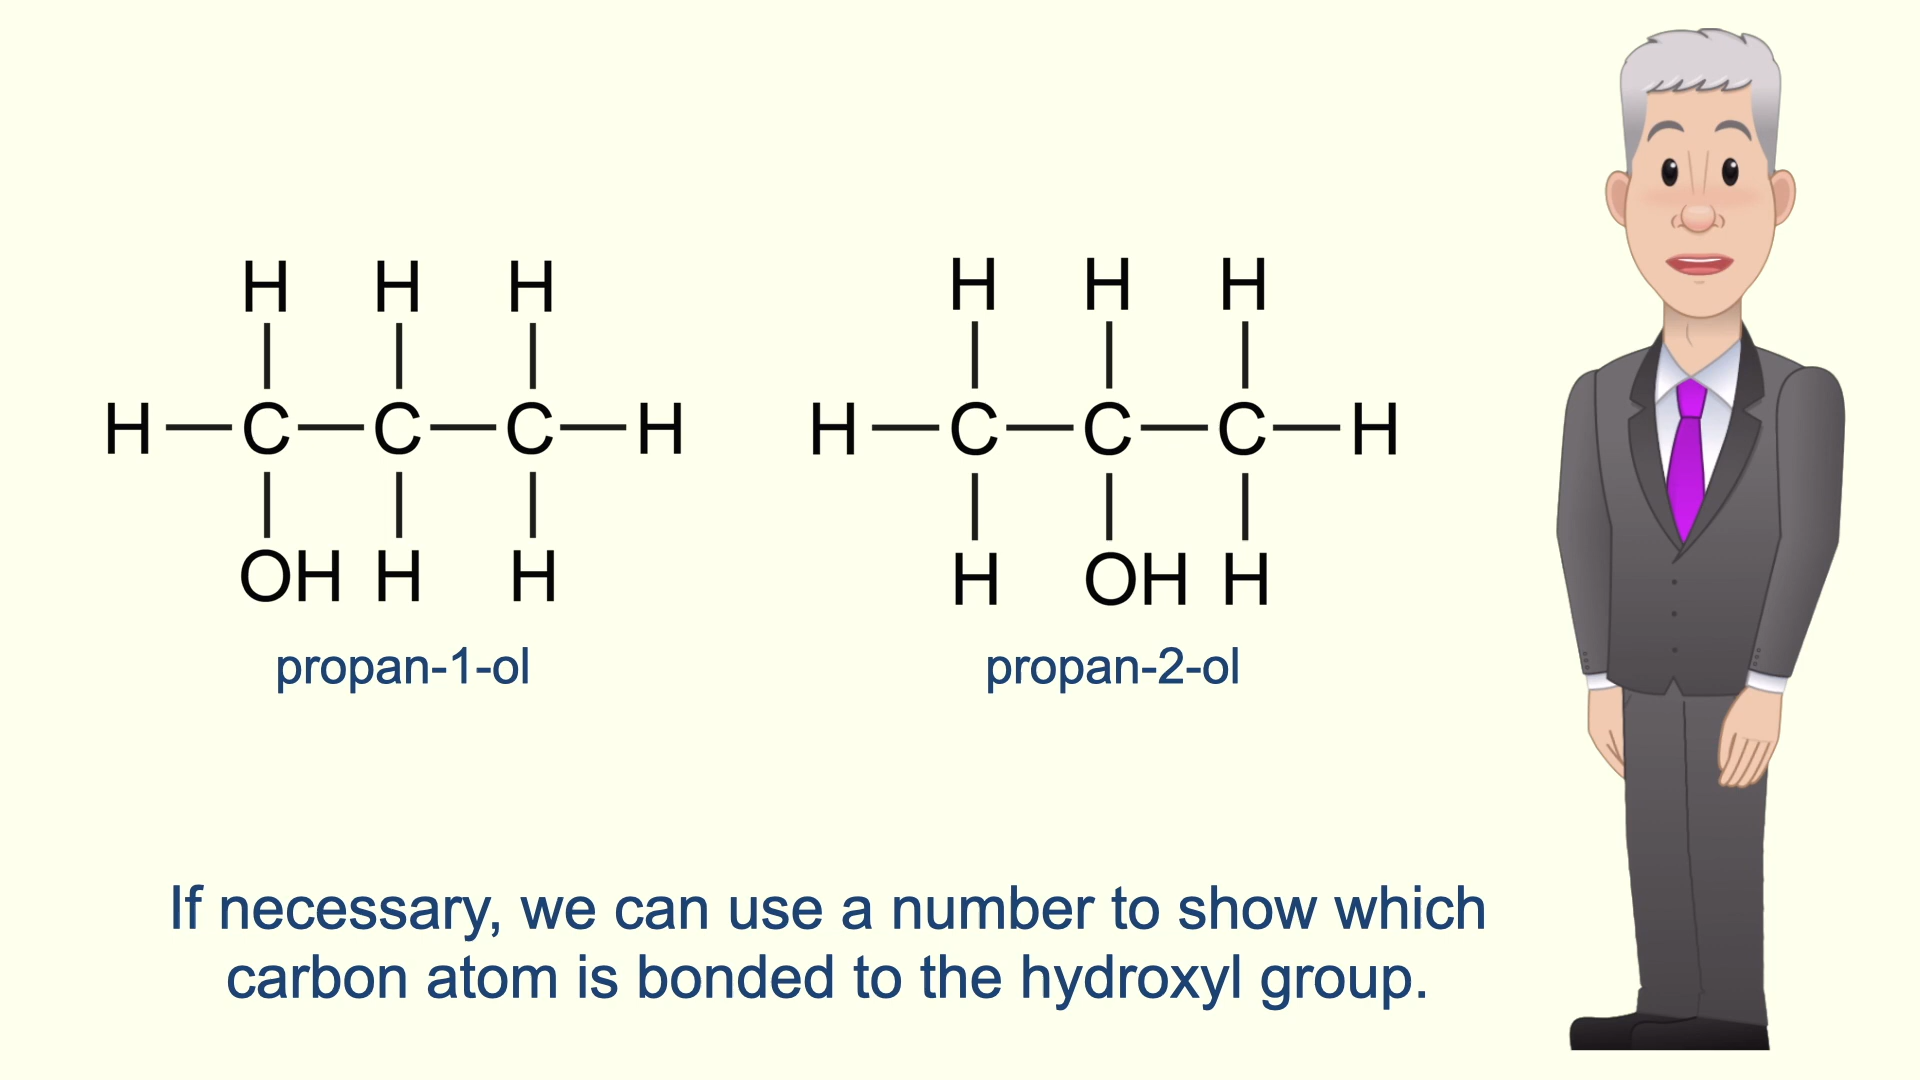 H H H
H C C C H
OH H H
propan-1-ol
H H H
H C C C H
H OH H
propan-2-ol
If necessary, we can use a number to show which
carbon atom is bonded to the hydroxyl group.